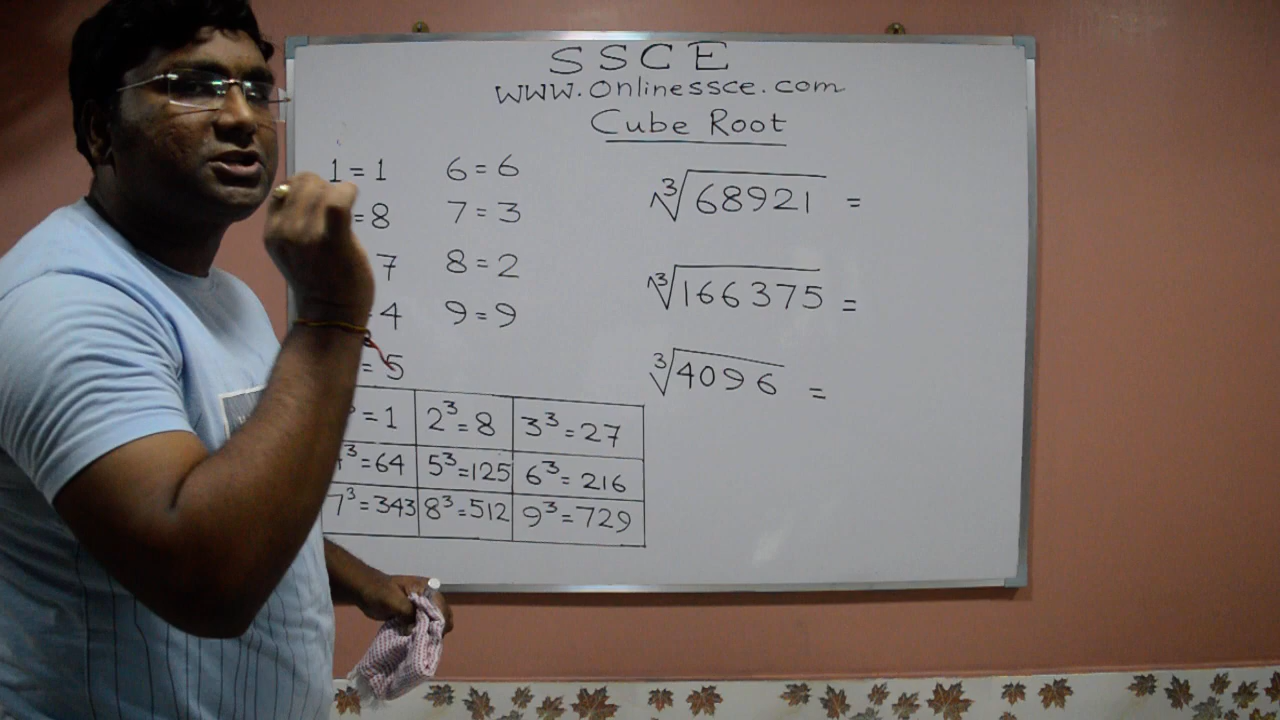 SSCE
www.Onlinessce.com
Cube Root
1 = 1 6 = 6
= 8 7 = 3
7 8 = 2
4 9 = 9
= 5
∛68921 =
∛166375 =
∛4096 =
= 1 2³ = 8 3³ = 27
³ = 64 5³ = 125 6³ = 216
7³ = 343 8³ = 512 9³ = 729